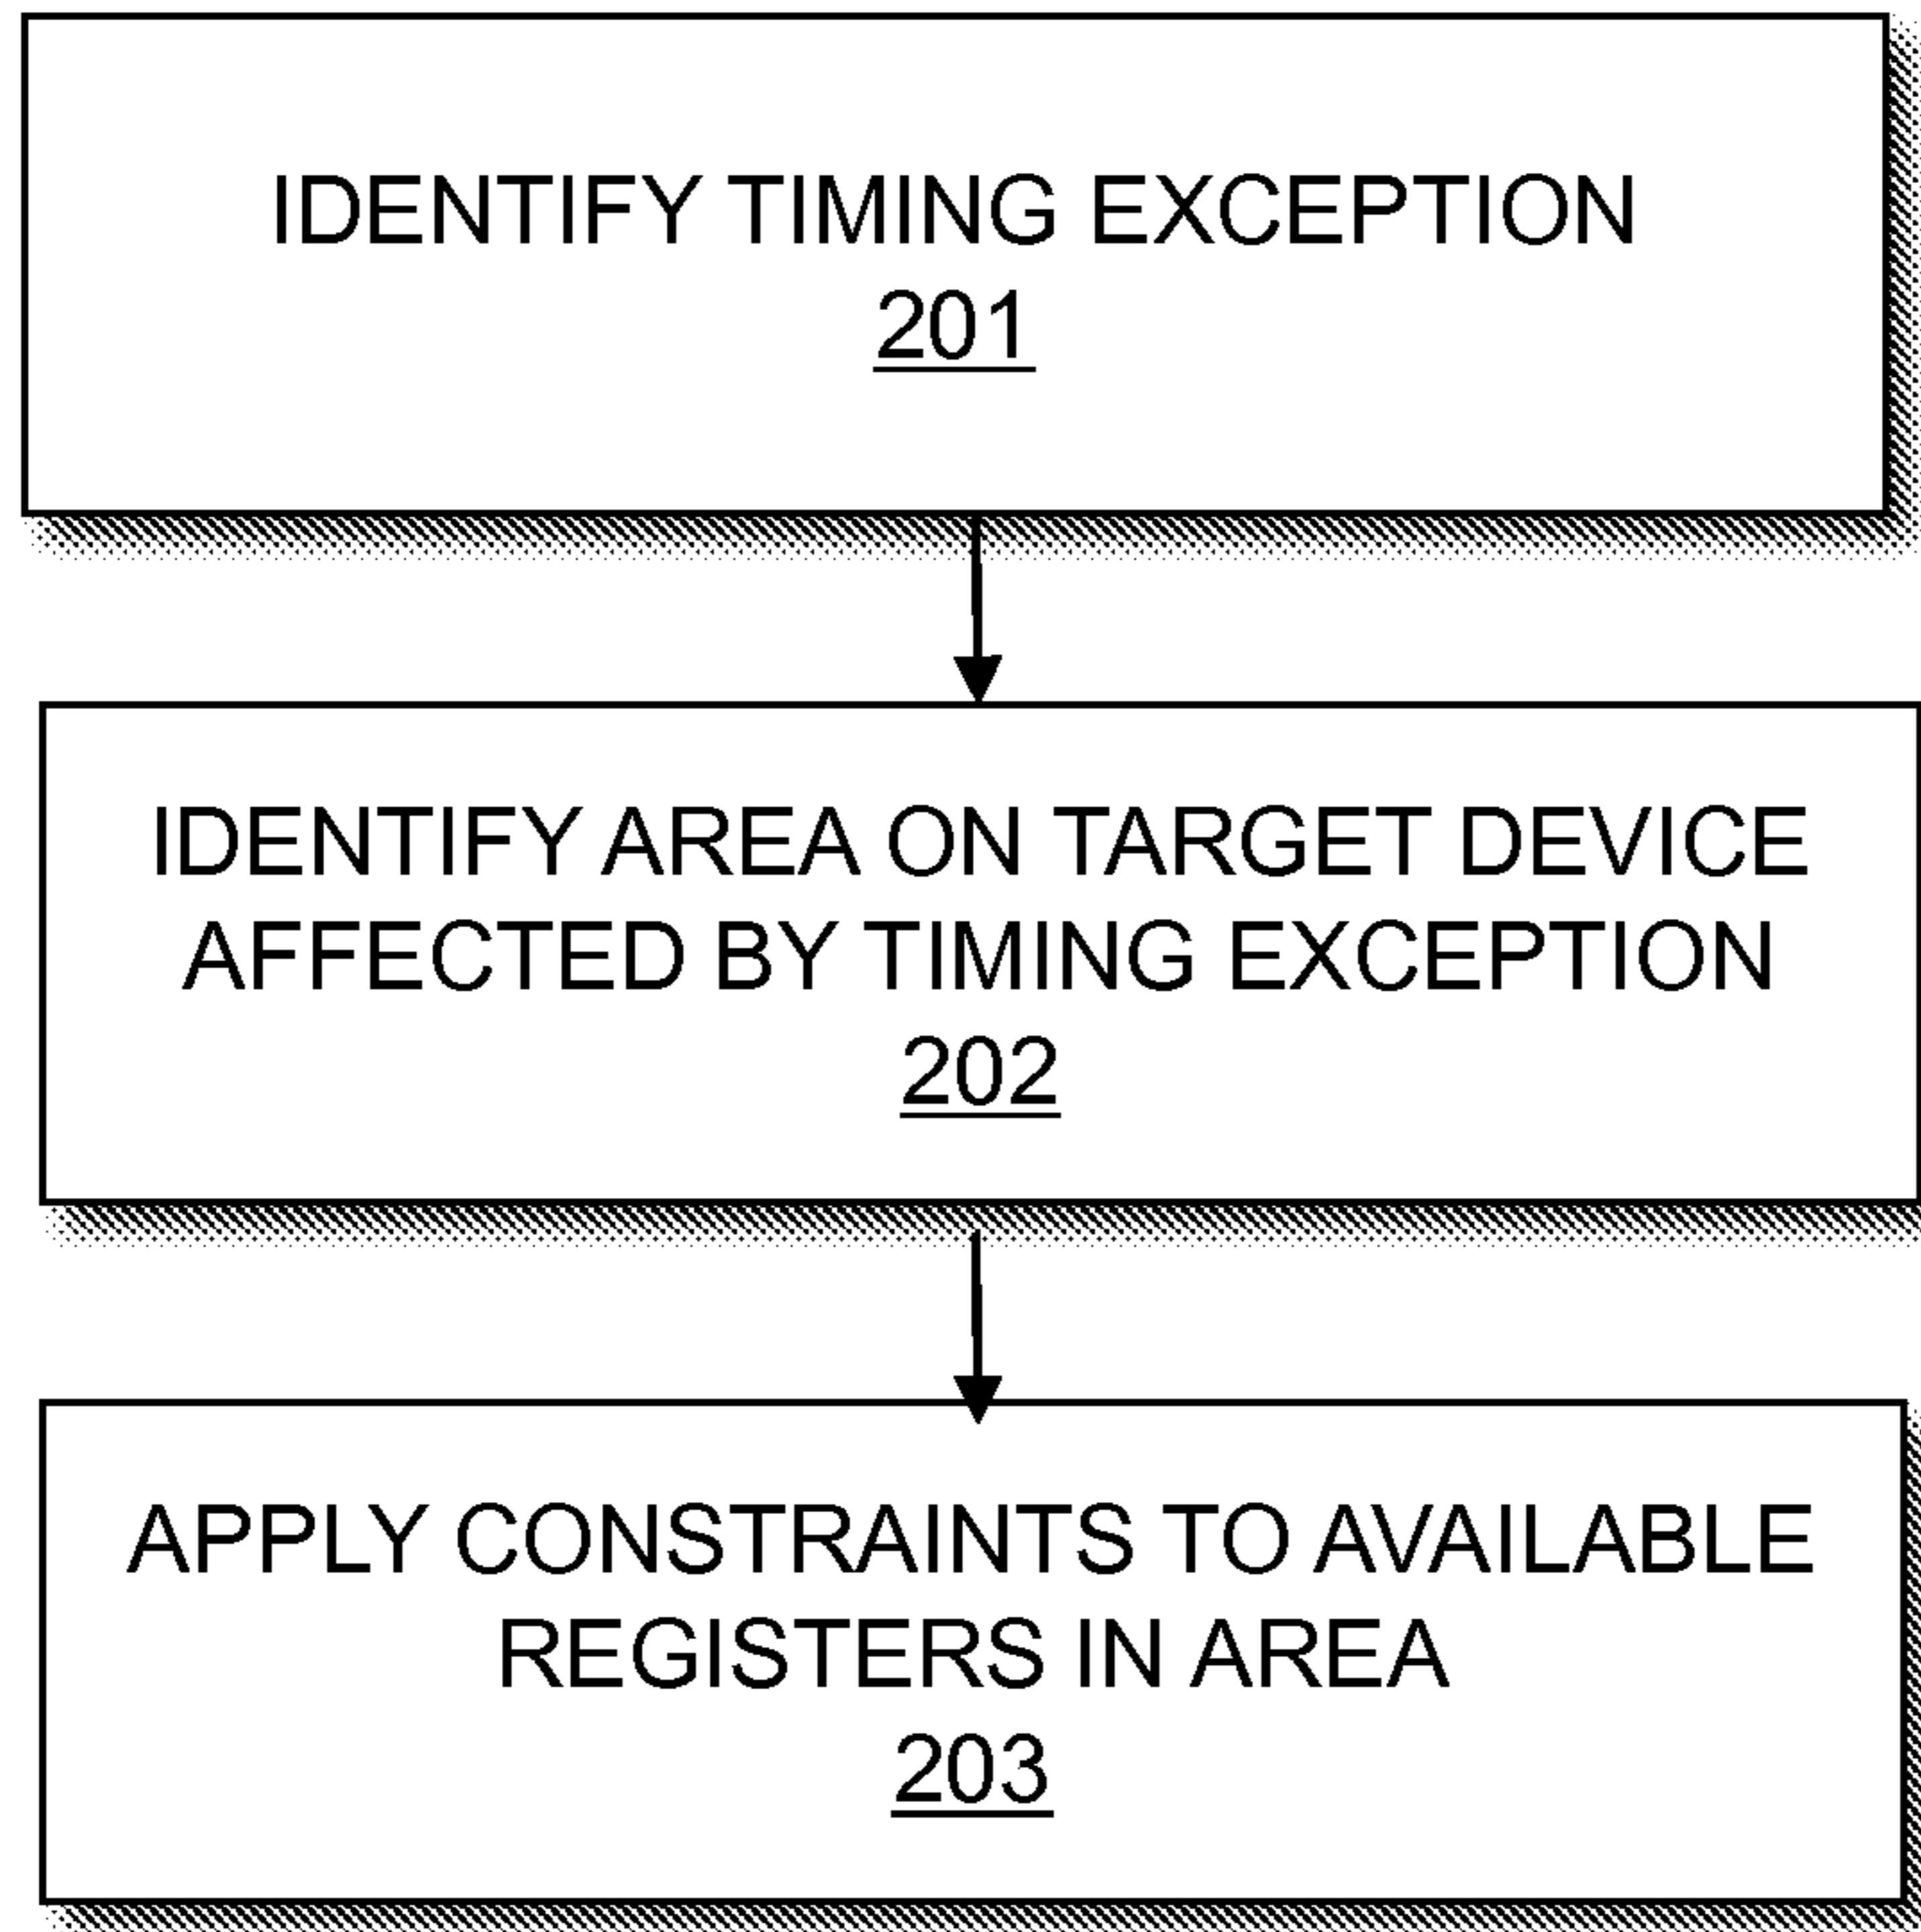 IDENTIFY TIMING EXCEPTION
201
IDENTIFY AREA ON TARGET DEVICE
AFFECTED BY TIMING EXCEPTION
202
APPLY CONSTRAINTS TO AVAILABLE
REGISTERS IN AREA
203